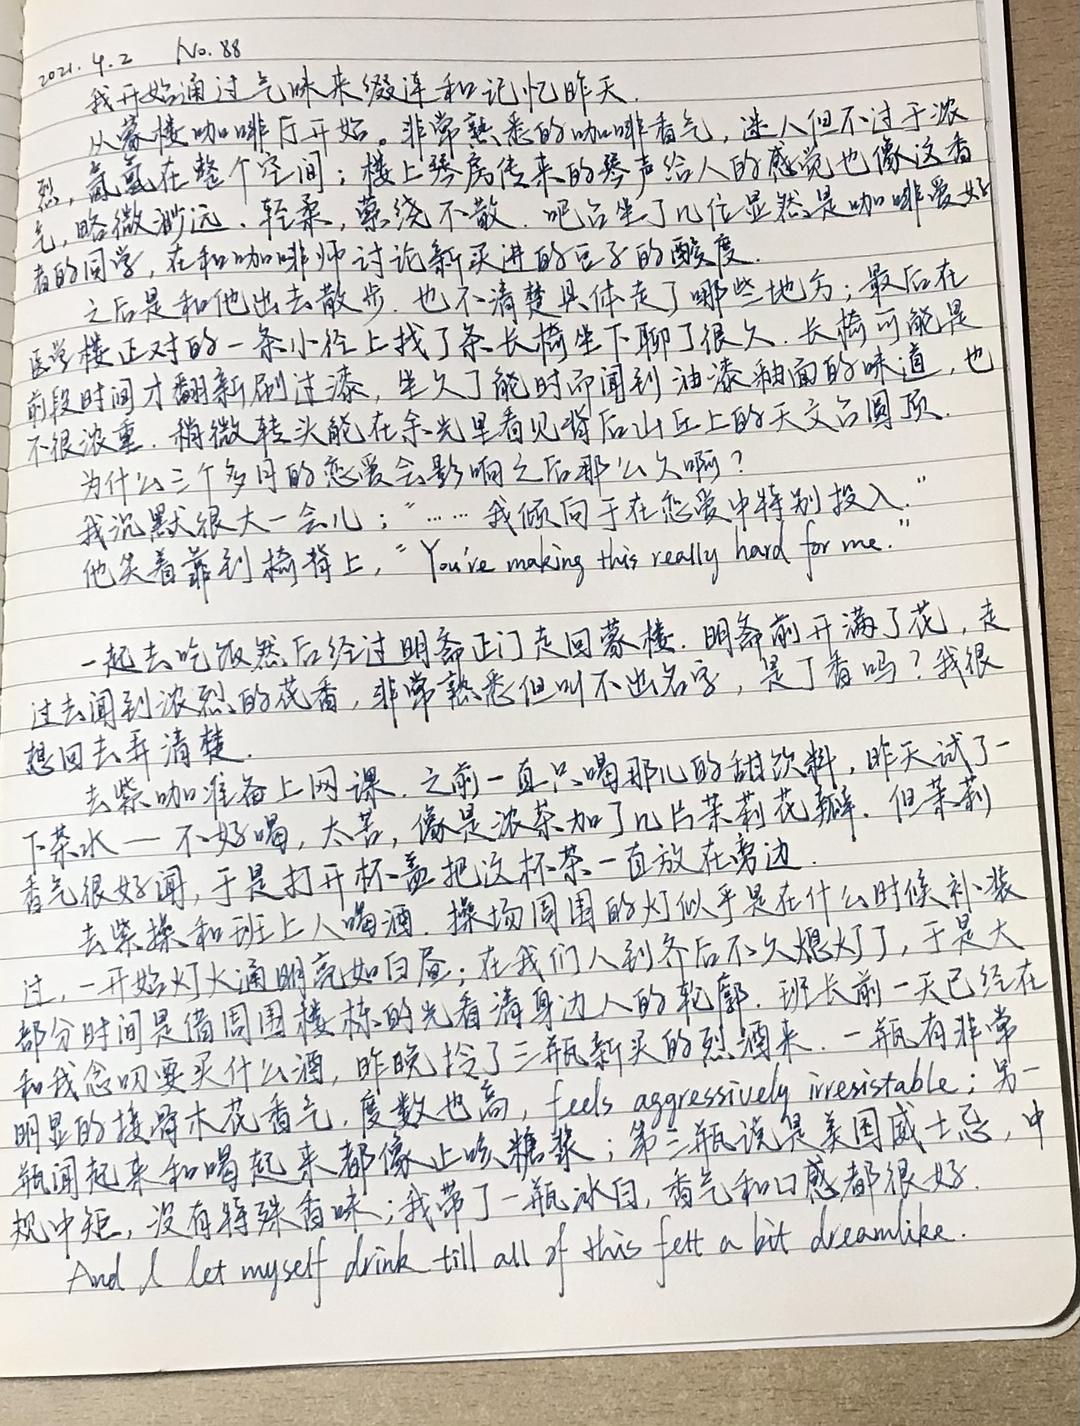 2021.4.2 No.88
我开始通过气味来缀连和记忆昨天.
从蒙楼咖啡厅开始。非常熟悉的咖啡香气，迷人但不过于浓
烈，氤氲在整个空间；楼上琴房传来的琴声给人的感觉也像这香
气，略微渺远、轻柔，萦绕不散. 吧台坐了几位显然是咖啡爱好
者的同学，在和咖啡师讨论新买进的豆子的酸度.
之后是和他出去散步. 也不清楚具体走了哪些地方；最后在
医学楼正对的一条小径上找了条长椅坐下聊了很久. 长椅可能是
前段时间才翻新刷过漆，坐久了能时而闻到油漆釉面的味道，也
不很浓重. 稍微转头能在余光里看见背后山丘上的天文台圆顶.
为什么三个多月的恋爱会影响之后那么久啊？
我沉默很大一会儿；“……我倾向于在恋爱中特别投入.”
他笑着靠到椅背上，“You're making this really hard for me.”
一起去吃饭然后经过明斋正门走回蒙楼. 明斋前开满了花，走
过去闻到浓烈的花香，非常熟悉但叫不出名字，是丁香吗？我很
想回去弄清楚.
去紫咖准备上网课. 之前一直只喝那儿的甜饮料，昨天试了一
下茶水— 不好喝，太苦，像是浓茶加了几片茉莉花瓣. 但茉莉
香气很好闻，于是打开杯盖把这杯茶一直放在旁边.
去紫操和班上人喝酒. 操场周围的灯似乎是在什么时候补装
过，一开始灯火通明亮如白昼；在我们人到齐后不久熄灯了，于是大
部分时间是借周围楼栋的光看清身边人的轮廓. 班长前一天已经在
和我念叨要买什么酒，昨晚拎了三瓶新买的烈酒来. 一瓶有非常
明显的接骨木花香气，度数也高，feels aggressively irresistable；另一
瓶闻起来和喝起来都像止咳糖浆；第三瓶说是美国威士忌，中
规中矩，没有特殊香味；我带了一瓶冰白，香气和口感都很好.
And I let myself drink till all of this felt a bit dreamlike.